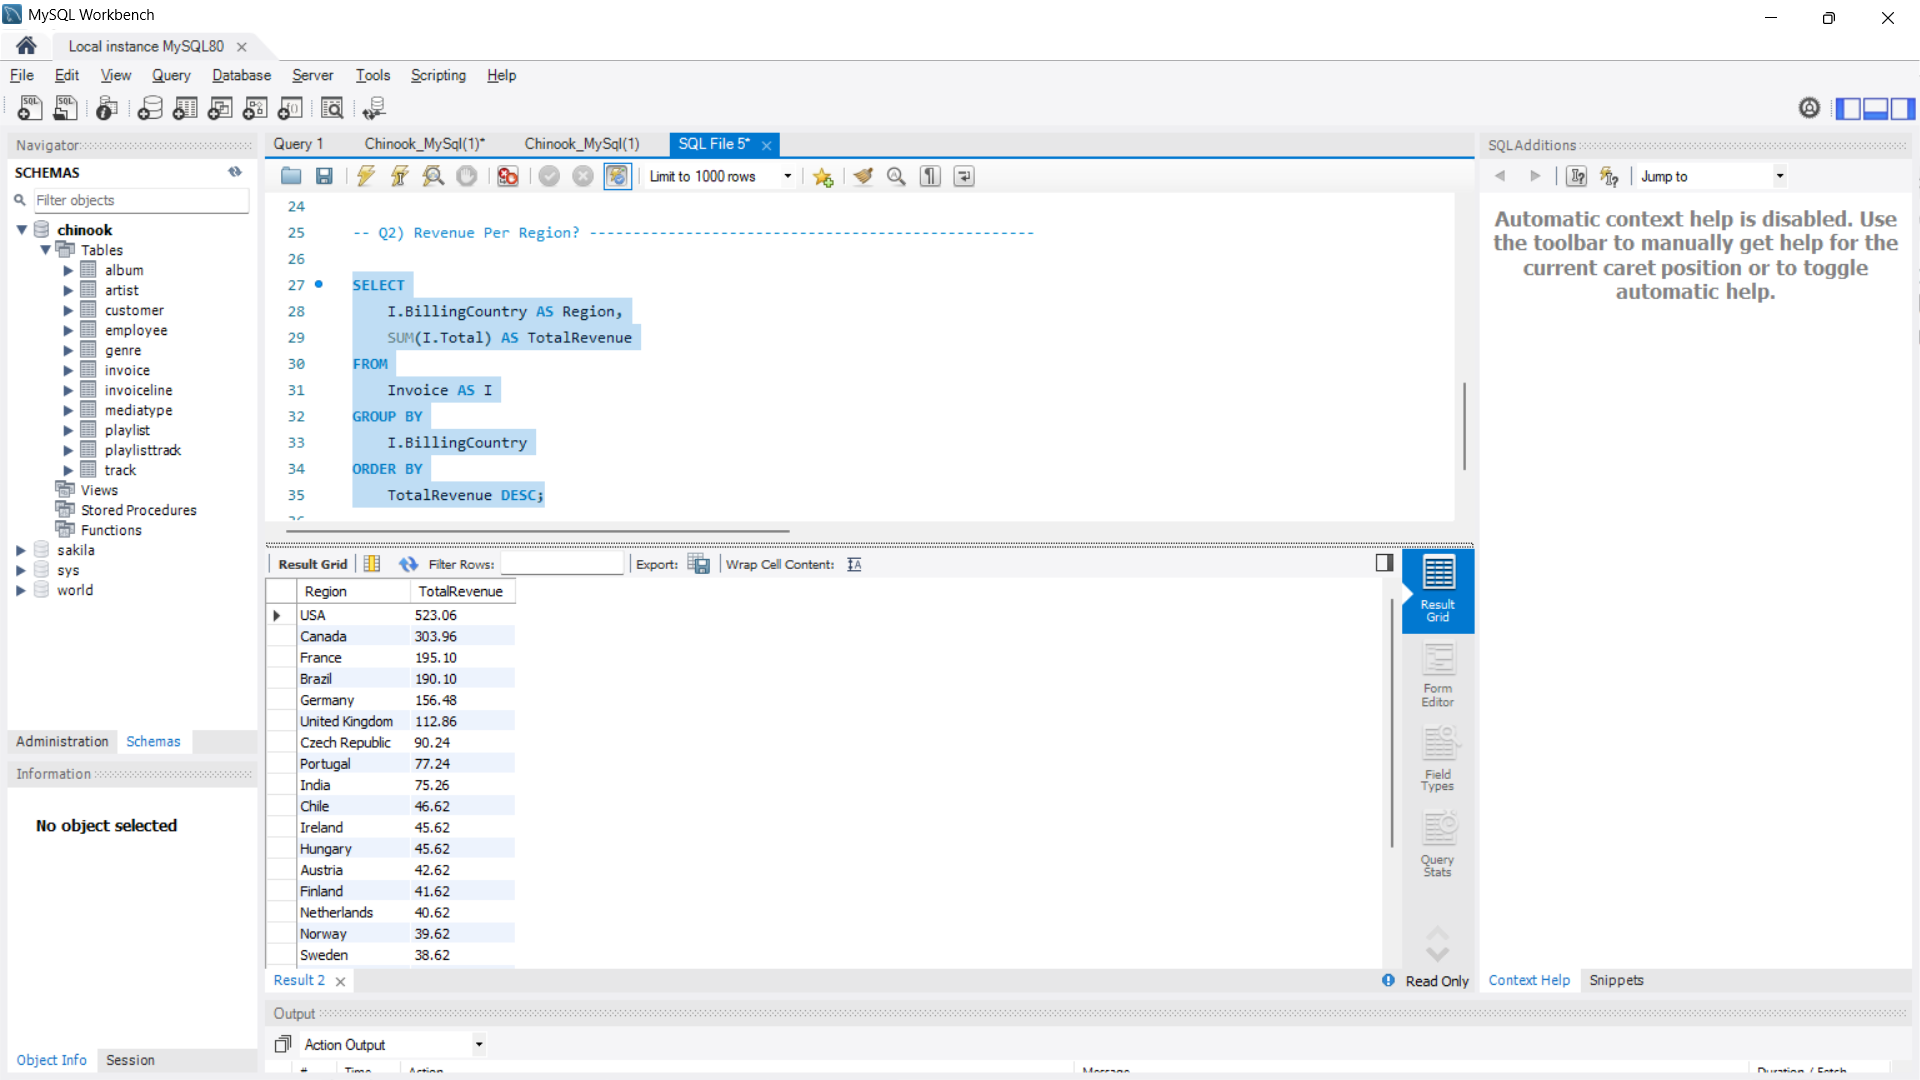 MySQL Workbench
Local instance MySQL80
File Edit View Query Database Server Tools Scripting Help
Navigator
SCHEMAS
Filter objects
chinook
Tables
album
artist
customer
employee
genre
invoice
invoiceline
mediatype
playlist
playlisttrack
track
Views
Stored Procedures
Functions
sakila
sys
world
Administration Schemas
Information
No object selected
Object Info Session
Query 1 Chinook_MySql(1)* Chinook_MySql(1) SQL File 5*
Limit to 1000 rows
24
25 -- Q2) Revenue Per Region? ---------------------------------------------------
26
27 SELECT
28 I.BillingCountry AS Region,
29 SUM(I.Total) AS TotalRevenue
30 FROM
31 Invoice AS I
32 GROUP BY
33 I.BillingCountry
34 ORDER BY
35 TotalRevenue DESC;
36
Result Grid Filter Rows: Export: Wrap Cell Content:
Region TotalRevenue
USA 523.06
Canada 303.96
France 195.10
Brazil 190.10
Germany 156.48
United Kingdom 112.86
Czech Republic 90.24
Portugal 77.24
India 75.26
Chile 46.62
Ireland 45.62
Hungary 45.62
Austria 42.62
Finland 41.62
Netherlands 40.62
Norway 39.62
Sweden 38.62
Result Grid
Form Editor
Field Types
Query Stats
Result 2
Read Only
Output
Action Output
# Time Action Message Duration / Fetch
SQLAdditions
Jump to
Automatic context help is disabled. Use
the toolbar to manually get help for the
current caret position or to toggle
automatic help.
Context Help Snippets